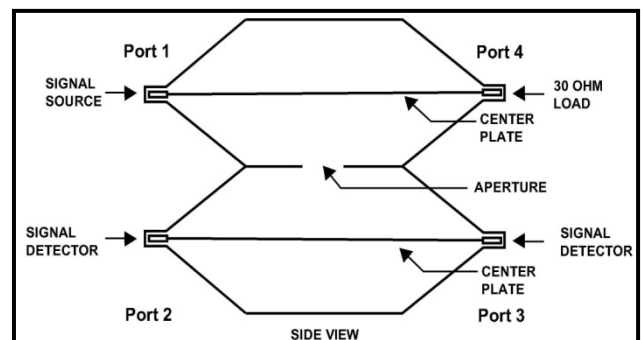 Port 1
Port 4
SIGNAL
SOURCE
30 OHM
LOAD
CENTER
PLATE
APERTURE
SIGNAL
DETECTOR
SIGNAL
DETECTOR
CENTER
PLATE
Port 2
Port 3
SIDE VIEW